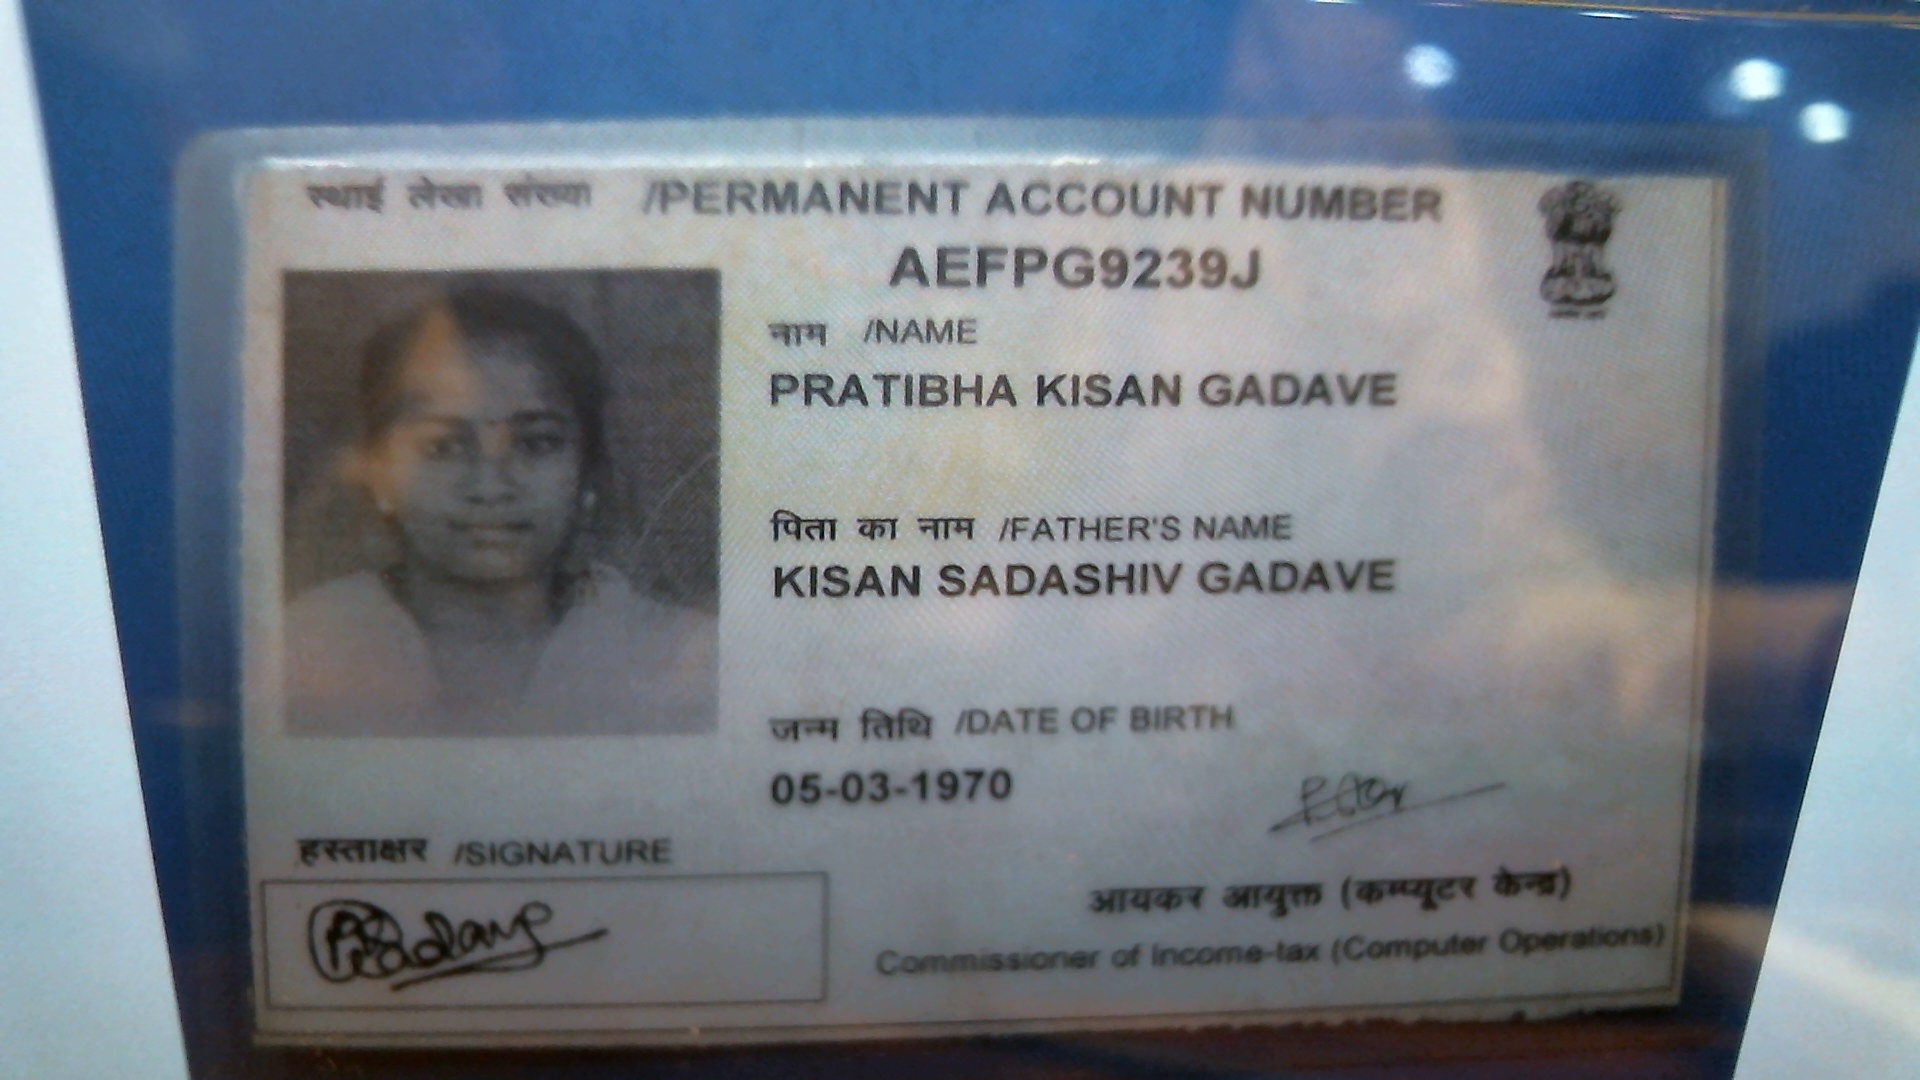 स्थाई लेखा संख्या /PERMANENT ACCOUNT NUMBER
AEFPG9239J
नाम /NAME
PRATIBHA KISAN GADAVE
पिता का नाम /FATHER'S NAME
KISAN SADASHIV GADAVE
जन्म तिथि /DATE OF BIRTH
05-03-1970
हस्ताक्षर /SIGNATURE
आयकर आयुक्त (कम्प्यूटर केन्द्र)
Commissioner of Income-tax (Computer Operations)